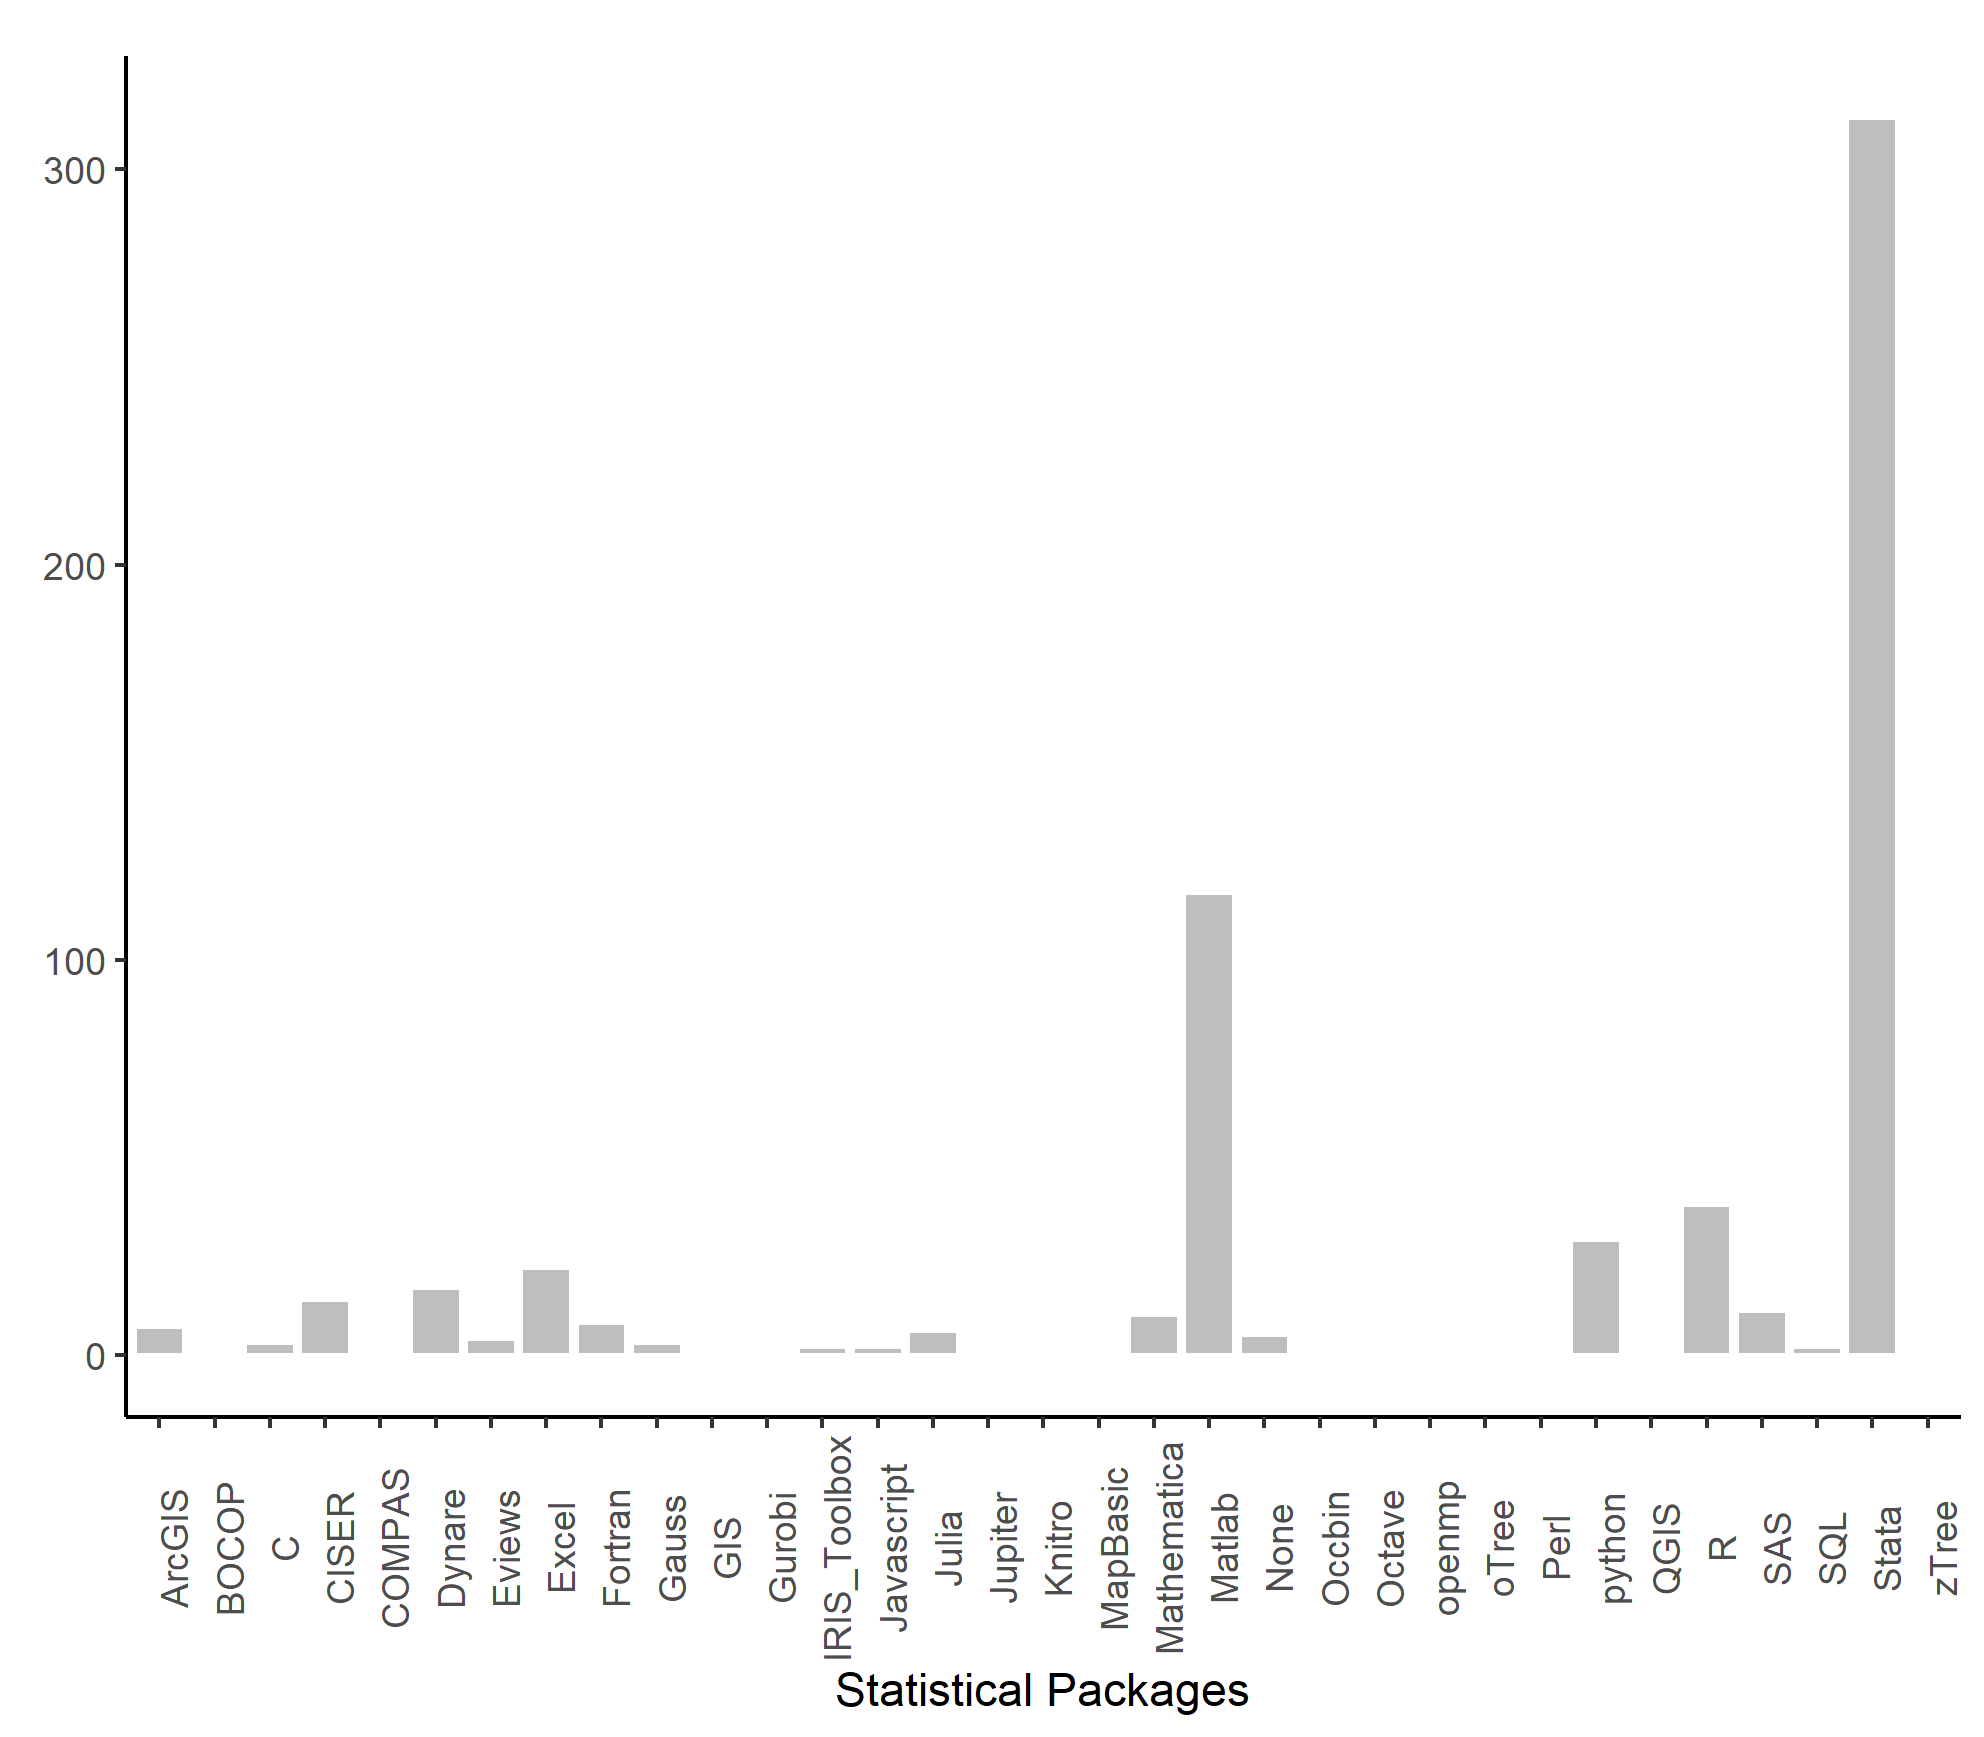 300
200
100
0
ArcGIS
BOCOP
C
CISER
COMPAS
Dynare
Eviews
Excel
Fortran
Gauss
GIS
Gurobi
IRIS_Toolbox
Javascript
Julia
Jupiter
Knitro
MapBasic
Mathematica
Matlab
None
Occbin
Octave
openmp
oTree
Perl
python
QGIS
R
SAS
SQL
Stata
zTree
Statistical Packages